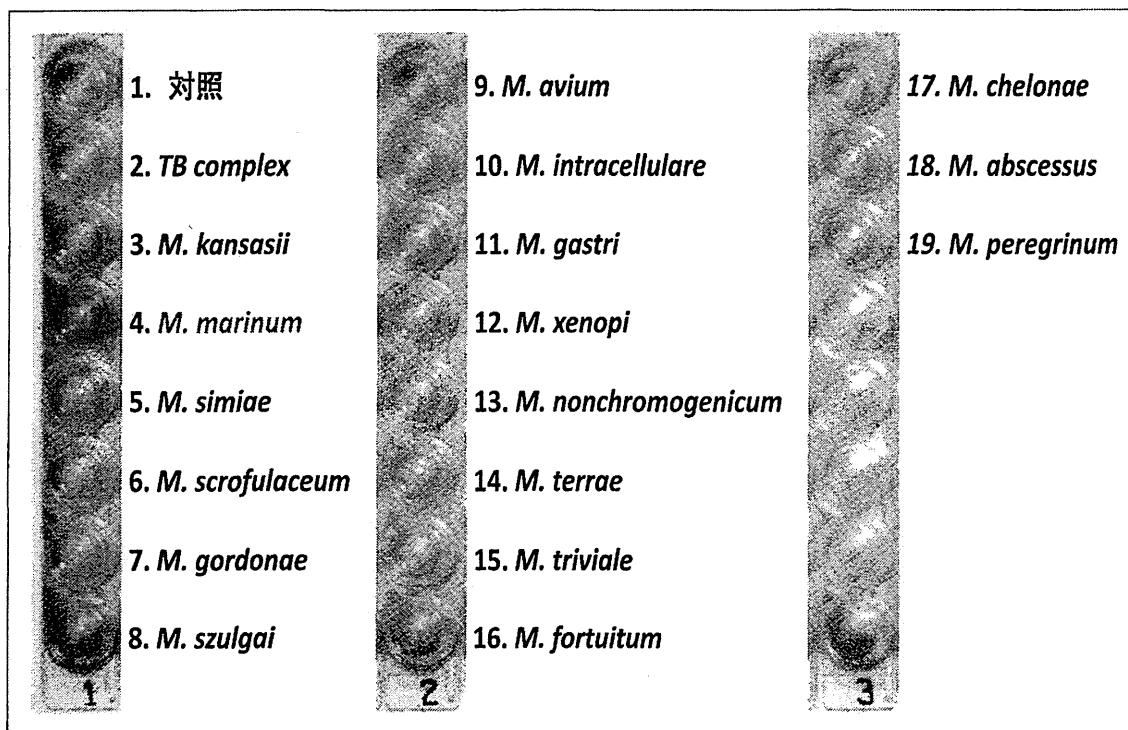 1. 対照
2. TB complex
3. M. kansasii
4. M. marinum
5. M. simiae
6. M. scrofulaceum
7. M. gordonae
8. M. szulgai
1
9. M. avium
10. M. intracellulare
11. M. gastri
12. M. xenopi
13. M. nonchromogenicum
14. M. terrae
15. M. triviale
16. M. fortuitum
2
17. M. chelonae
18. M. abscessus
19. M. peregrinum
3